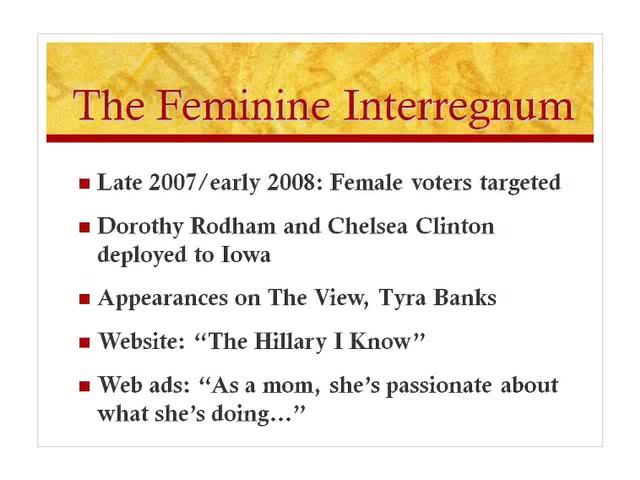 The Feminine Interregnum
■ Late 2007/early 2008: Female voters targeted
■ Dorothy Rodham and Chelsea Clinton
deployed to Iowa
■ Appearances on The View, Tyra Banks
■ Website: “The Hillary I Know”
■ Web ads: “As a mom, she’s passionate about
what she’s doing…”